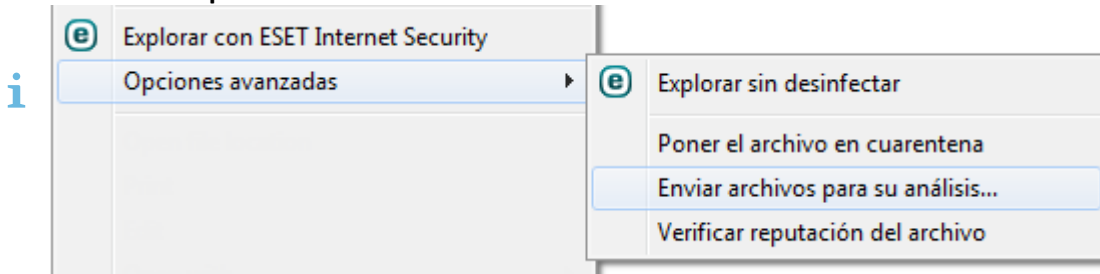 Explorar con ESET Internet Security
Opciones avanzadas
Explorar sin desinfectar
Poner el archivo en cuarentena
Enviar archivos para su análisis...
Verificar reputación del archivo